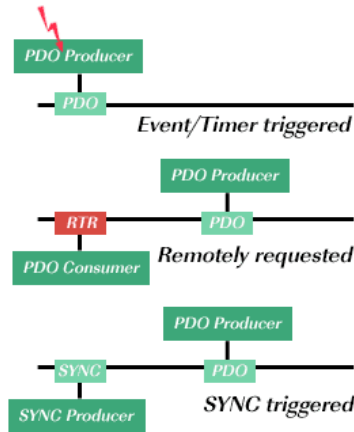 PDO Producer
PDO
Event/Timer triggered
PDO Producer
RTR
PDO
PDO Consumer
Remotely requested
PDO Producer
SYNC
PDO
SYNC Producer
SYNC triggered